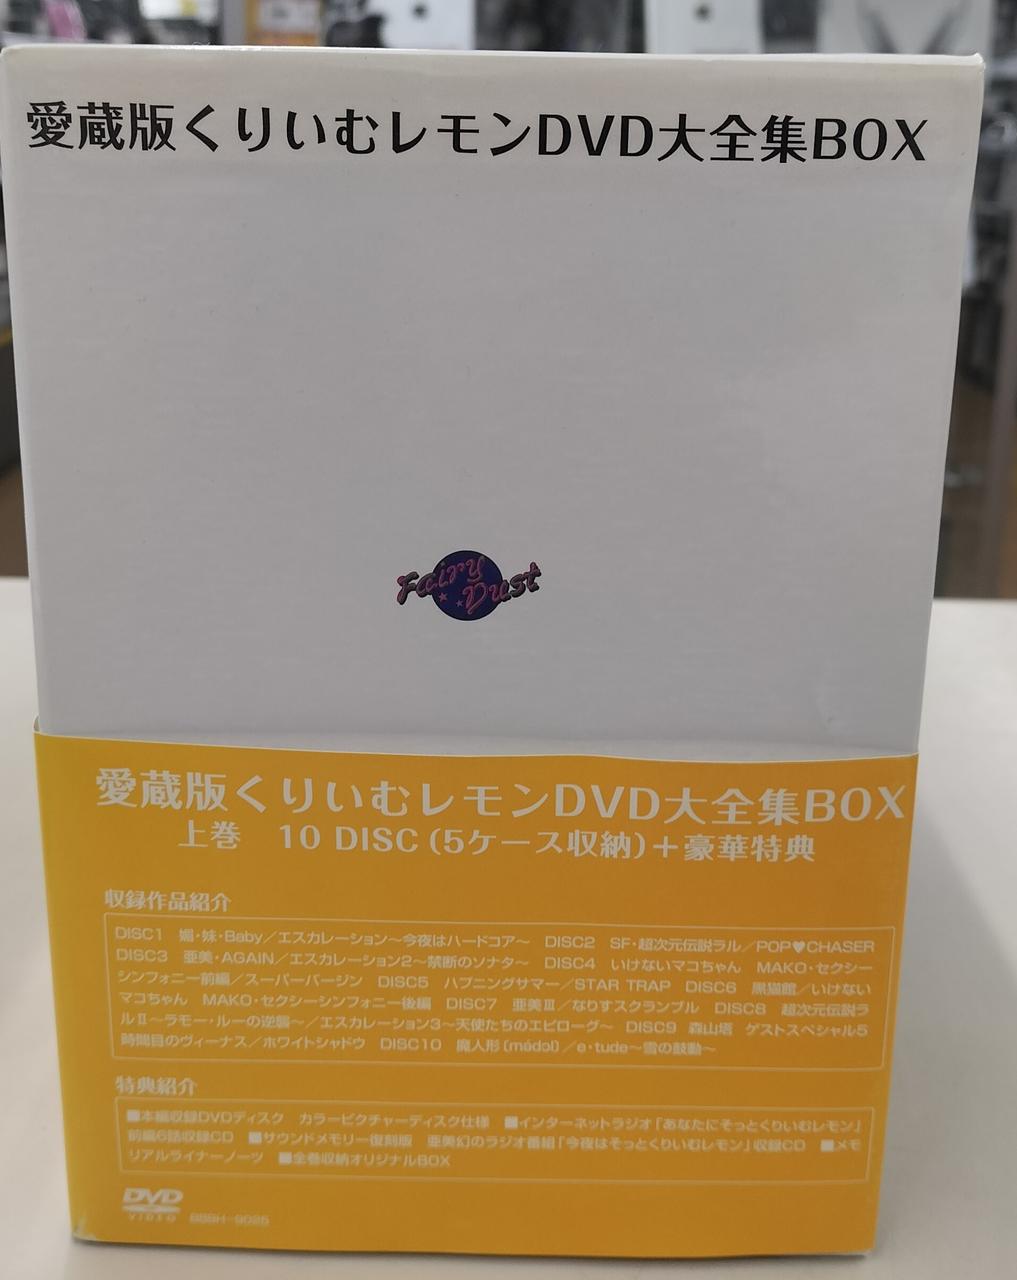 愛蔵版くりいむレモンDVD大全集BOX
Fairy
Dust
愛蔵版くりいむレモンDVD大全集BOX
上巻　10 DISC (5ケース収納)＋豪華特典
収録作品紹介
DISC1　媚・妹・Baby／エスカレーション～今夜はハードコア～　DISC2　SF・超次元伝説ラル／POP♥CHASER
DISC3　亜美・AGAIN／エスカレーション2～禁断のソナタ～　DISC4　いけないマコちゃん　MAKO・セクシー
シンフォニー前編／スーパーバージン　DISC5　ハプニングサマー／STAR TRAP　DISC6　黒猫館／いけない
マコちゃん　MAKO・セクシーシンフォニー後編　DISC7　亜美Ⅲ／なりすスクランブル　DISC8　超次元伝説ラ
ルⅡ～ラモー・ルーの逆襲～／エスカレーション3～天使たちのエピローグ～　DISC9　森山塔　ゲストスペシャル5
時間目のヴィーナス／ホワイトシャドウ　DISC10　魔人形〔mádɔl〕／e・tude～雪の鼓動～
特典紹介
■本編収録DVDディスク　カラーピクチャーディスク仕様　■インターネットラジオ「あなたにそっとくりいむレモン」
前編6話収録CD　■サウンドメモリー復刻版　亜美幻のラジオ番組「今夜はそっとくりいむレモン」収録CD　■メモ
リアルライナーノーツ　■全巻収納オリジナルBOX
DVD
VIDEO　BBBH-9025